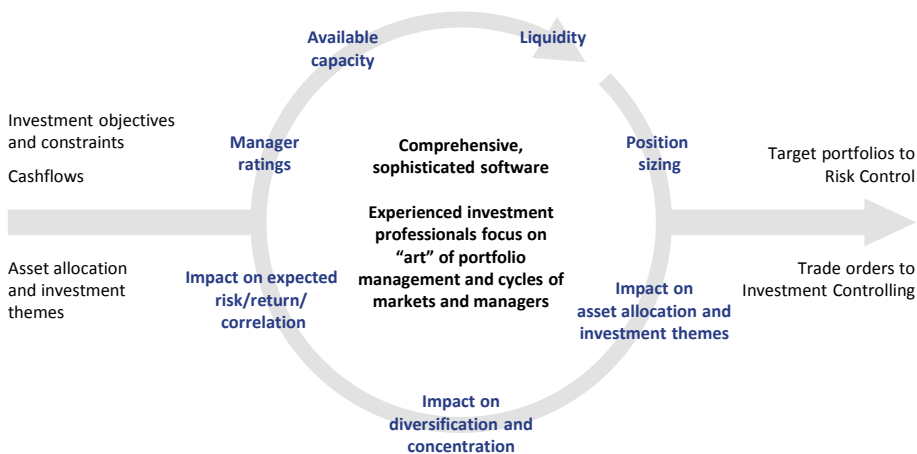 Available
capacity
Liquidity
Investment objectives
and constraints
Cashflows
Manager
ratings
Comprehensive,
sophisticated software
Position
sizing
Target portfolios to
Risk Control
Experienced investment
professionals focus on
“art” of portfolio
management and cycles of
markets and managers
Asset allocation
and investment
themes
Impact on expected
risk/return/
correlation
Impact on
asset allocation and
investment themes
Trade orders to
Investment Controlling
Impact on
diversification and
concentration